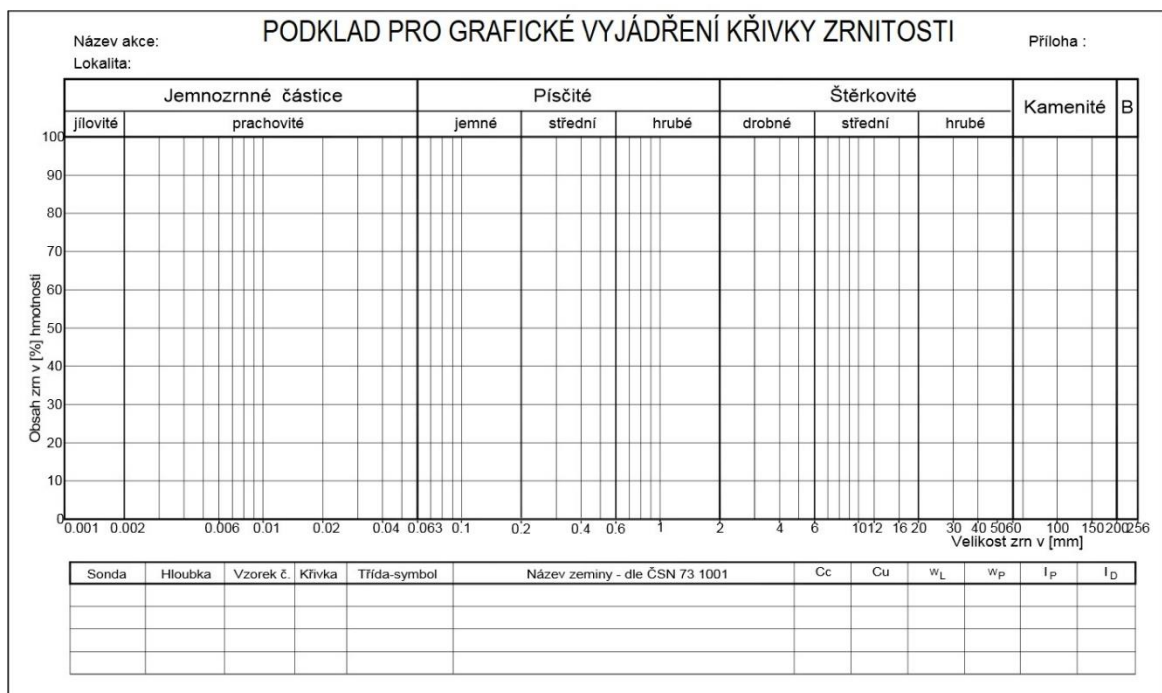 PODKLAD PRO GRAFICKÉ VYJÁDŘENÍ KŘIVKY ZRNITOSTI
Název akce:
Příloha :
Lokalita:
Jemnozrnné částice Písčité Štěrkovité Kamenité B
jílovité prachovité jemné střední hrubé drobné střední hrubé
100
90
80
70
60
50
40
30
20
10
0
Obsah zrn v [%] hmotnosti
0.001 0.002 0.006 0.01 0.02 0.04 0.063 0.1 0.2 0.4 0.6 1 2 4 6 10 12 16 20 30 40 50 60 100 150 200 256
Velikost zrn v [mm]
Sonda Hloubka Vzorek č. Křivka Třída-symbol Název zeminy - dle ČSN 73 1001 Cc Cu wL wP IP ID